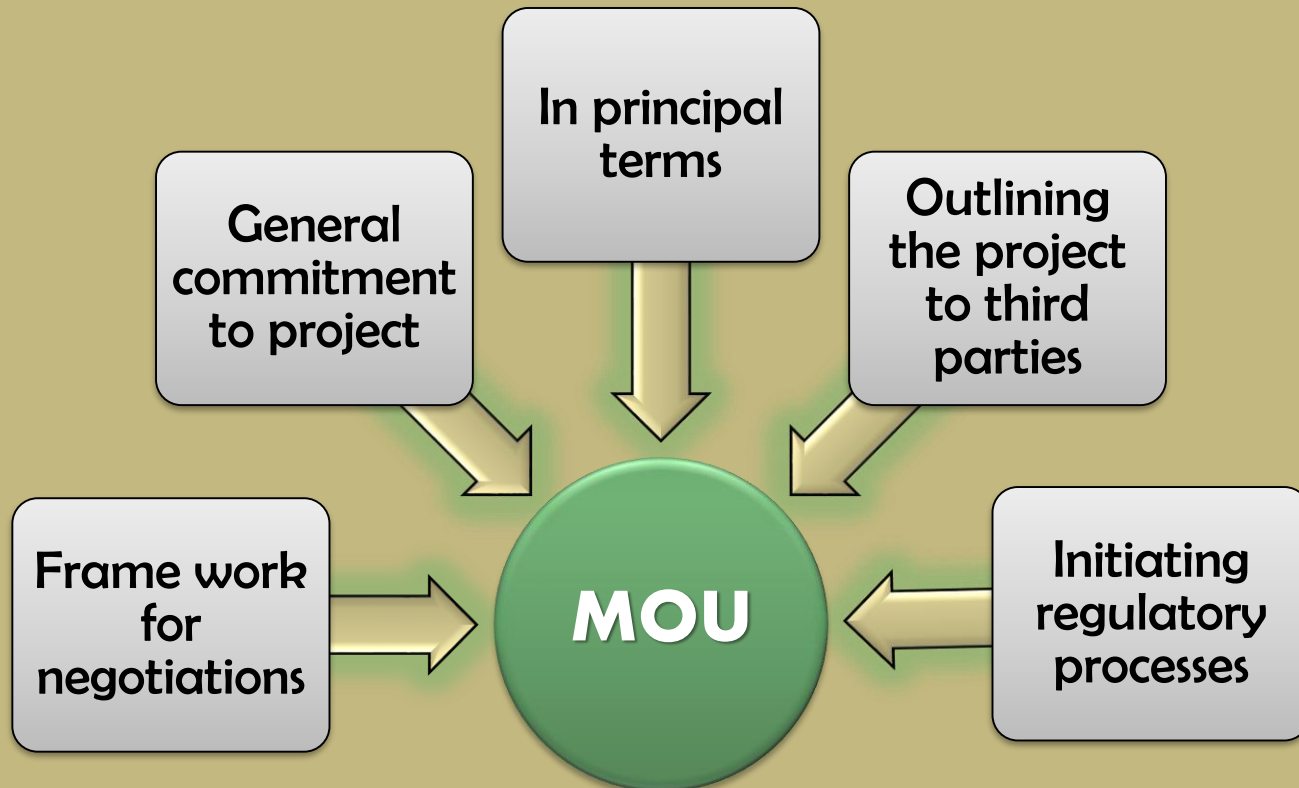 In principal
terms
General
commitment
to project
Outlining
the project
to third
parties
Frame work
for
negotiations
MOU
Initiating
regulatory
processes